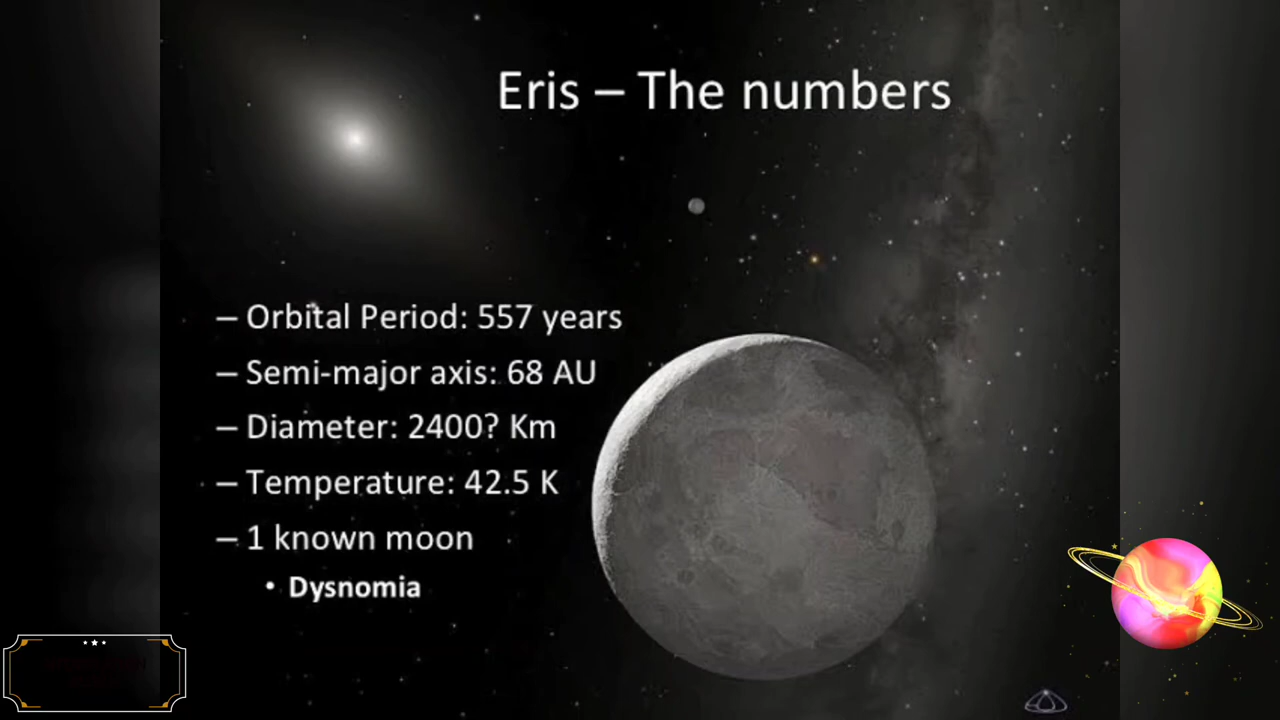 Eris – The numbers
– Orbital Period: 557 years
– Semi-major axis: 68 AU
– Diameter: 2400? Km
– Temperature: 42.5 K
– 1 known moon
• Dysnomia